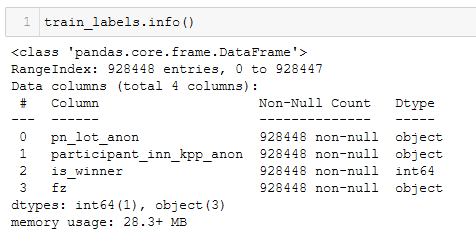 1 train_labels.info()
<class 'pandas.core.frame.DataFrame'>
RangeIndex: 928448 entries, 0 to 928447
Data columns (total 4 columns):
 #   Column                     Non-Null Count   Dtype
---  ------                     --------------   -----
 0   pn_lot_anon                928448 non-null  object
 1   participant_inn_kpp_anon   928448 non-null  object
 2   is_winner                  928448 non-null  int64
 3   fz                         928448 non-null  object
dtypes: int64(1), object(3)
memory usage: 28.3+ MB